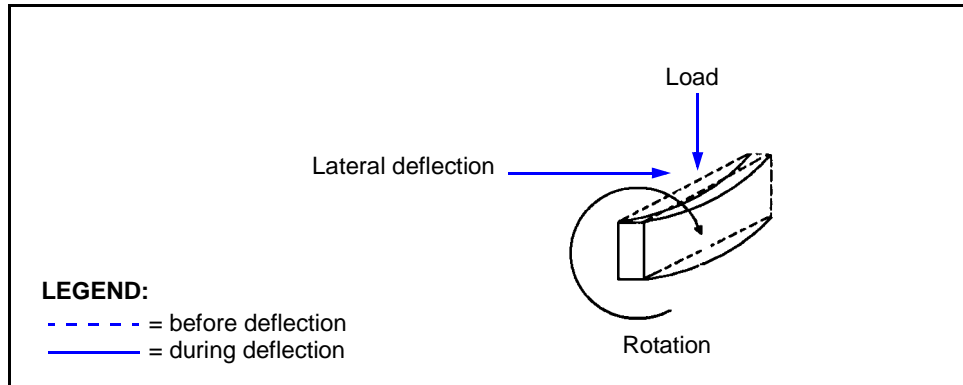 Load
Lateral deflection
LEGEND:
= before deflection
= during deflection
Rotation